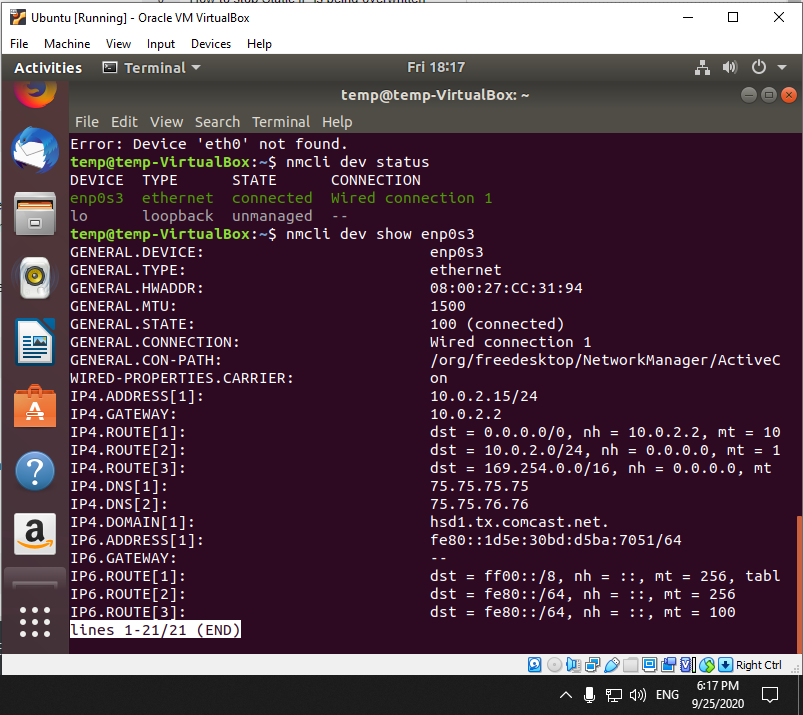 How to stop Static IP is being overwritten
Ubuntu [Running] - Oracle VM VirtualBox
File Machine View Input Devices Help
Activities Terminal Fri 18:17
temp@temp-VirtualBox: ~
File Edit View Search Terminal Help
Error: Device 'eth0' not found.
temp@temp-VirtualBox:~$ nmcli dev status
DEVICE TYPE STATE CONNECTION
enp0s3 ethernet connected Wired connection 1
lo loopback unmanaged --
temp@temp-VirtualBox:~$ nmcli dev show enp0s3
GENERAL.DEVICE: enp0s3
GENERAL.TYPE: ethernet
GENERAL.HWADDR: 08:00:27:CC:31:94
GENERAL.MTU: 1500
GENERAL.STATE: 100 (connected)
GENERAL.CONNECTION: Wired connection 1
GENERAL.CON-PATH: /org/freedesktop/NetworkManager/ActiveC
WIRED-PROPERTIES.CARRIER: on
IP4.ADDRESS[1]: 10.0.2.15/24
IP4.GATEWAY: 10.0.2.2
IP4.ROUTE[1]: dst = 0.0.0.0/0, nh = 10.0.2.2, mt = 10
IP4.ROUTE[2]: dst = 10.0.2.0/24, nh = 0.0.0.0, mt = 1
IP4.ROUTE[3]: dst = 169.254.0.0/16, nh = 0.0.0.0, mt
IP4.DNS[1]: 75.75.75.75
IP4.DNS[2]: 75.75.76.76
IP4.DOMAIN[1]: hsd1.tx.comcast.net.
IP6.ADDRESS[1]: fe80::1d5e:30bd:d5ba:7051/64
IP6.GATEWAY: --
IP6.ROUTE[1]: dst = ff00::/8, nh = ::, mt = 256, tabl
IP6.ROUTE[2]: dst = fe80::/64, nh = ::, mt = 256
IP6.ROUTE[3]: dst = fe80::/64, nh = ::, mt = 100
lines 1-21/21 (END)
Right Ctrl
ENG
6:17 PM
9/25/2020